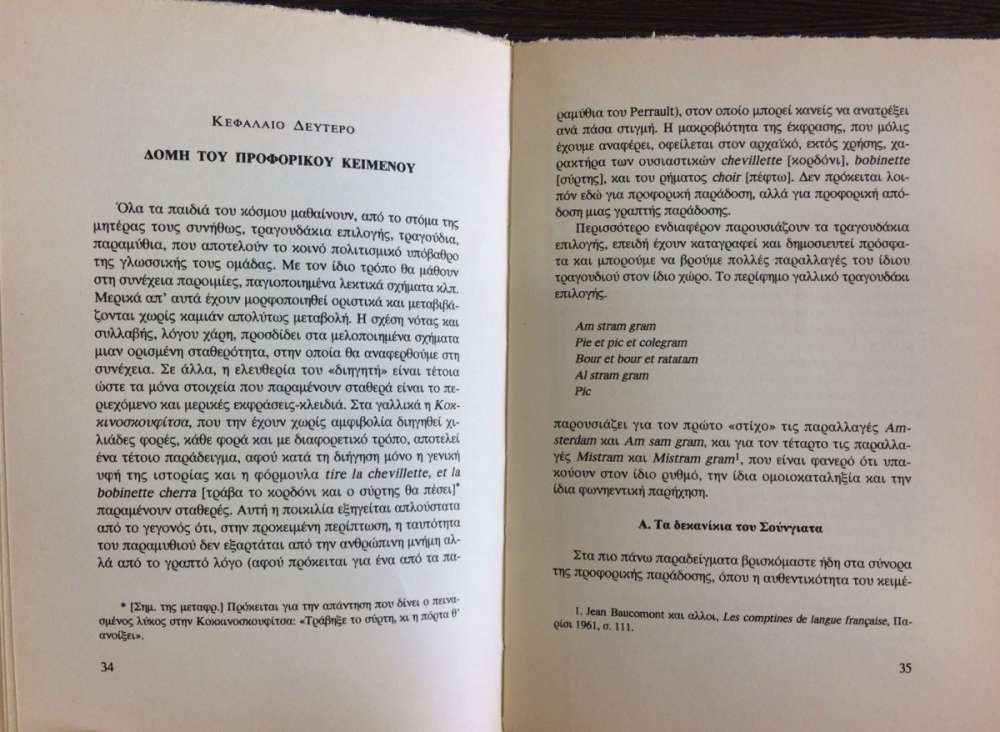 ΚΕΦΑΛΑΙΟ ΔΕΥΤΕΡΟ
ΔΟΜΗ ΤΟΥ ΠΡΟΦΟΡΙΚΟΥ ΚΕΙΜΕΝΟΥ
Όλα τα παιδιά του κόσμου μαθαίνουν, από το στόμα της
μητέρας τους συνήθως, τραγουδάκια επιλογής, τραγούδια,
παραμύθια, που αποτελούν το κοινό πολιτισμικό υπόβαθρο
της γλωσσικής τους ομάδας. Με τον ίδιο τρόπο θα μάθουν
στη συνέχεια παροιμίες, παγιοποιημένα λεκτικά σχήματα κλπ.
Μερικά απ' αυτά έχουν μορφοποιηθεί οριστικά και μεταβιβά-
ζονται χωρίς καμιάν απολύτως μεταβολή. Η σχέση νότας και
συλλαβής, λόγου χάρη, προσδίδει στα μελοποιημένα σχήματα
μιαν ορισμένη σταθερότητα, στην οποία θα αναφερθούμε στη
συνέχεια. Σε άλλα, η ελευθερία του «διηγητή» είναι τέτοια
ώστε τα μόνα στοιχεία που παραμένουν σταθερά είναι το πε-
ριεχόμενο και μερικές εκφράσεις-κλειδιά. Στα γαλλικά η Κοκ-
κινοσκουφίτσα, που την έχουν χωρίς αμφιβολία διηγηθεί χι-
λιάδες φορές, κάθε φορά και με διαφορετικό τρόπο, αποτελεί
ένα τέτοιο παράδειγμα, αφού κατά τη διήγηση μόνο η γενική
υφή της ιστορίας και η φόρμουλα tire la chevillette, et la
bobinette cherra [τράβα το κορδόνι και ο σύρτης θα πέσει]*
παραμένουν σταθερές. Αυτή η ποικιλία εξηγείται απλούστατα
από το γεγονός ότι, στην προκειμένη περίπτωση, η ταυτότητα
του παραμυθιού δεν εξαρτάται από την ανθρώπινη μνήμη αλ-
λά από το γραπτό λόγο (αφού πρόκειται για ένα από τα πα-
* [Σημ. της μεταφρ.] Πρόκειται για την απάντηση που δίνει ο πεινα-
σμένος λύκος στην Κοκκινοσκουφίτσα: «Τράβηξε το σύρτη, κι η πόρτα θ'
ανοίξει».
34
ραμύθια του Perrault), στον οποίο μπορεί κανείς να ανατρέξει
ανά πάσα στιγμή. Η μακροβιότητα της έκφρασης, που μόλις
έχουμε αναφέρει, οφείλεται στον αρχαϊκό, εκτός χρήσης, χα-
ρακτήρα των ουσιαστικών chevillette [κορδόνι], bobinette
[σύρτης], και του ρήματος choir [πέφτω]. Δεν πρόκειται λοι-
πόν εδώ για προφορική παράδοση, αλλά για προφορική από-
δοση μιας γραπτής παράδοσης.
Περισσότερο ενδιαφέρον παρουσιάζουν τα τραγουδάκια
επιλογής, επειδή έχουν καταγραφεί και δημοσιευτεί πρόσφα-
τα και μπορούμε να βρούμε πολλές παραλλαγές του ίδιου
τραγουδιού στον ίδιο χώρο. Το περίφημο γαλλικό τραγουδάκι
επιλογής.
Am stram gram
Pie et pic et colegram
Bour et bour et ratatam
Al stram gram
Pic
παρουσιάζει για τον πρώτο «στίχο» τις παραλλαγές Am-
sterdam και Am sam gram, και για τον τέταρτο τις παραλλα-
γές Mistram και Mistram gram¹, που είναι φανερό ότι υπα-
κούουν στον ίδιο ρυθμό, την ίδια ομοιοκαταληξία και την
ίδια φωνηεντική παρήχηση.
Α. Τα δεκανίκια του Σούνγιατα
Στα πιο πάνω παραδείγματα βρισκόμαστε ήδη στα σύνορα
της προφορικής παράδοσης, όπου η αυθεντικότητα του κειμέ-
1. Jean Baucomont και αλλοι, Les comptines de langue française, Πα-
ρίσι 1961, σ. 111.
35